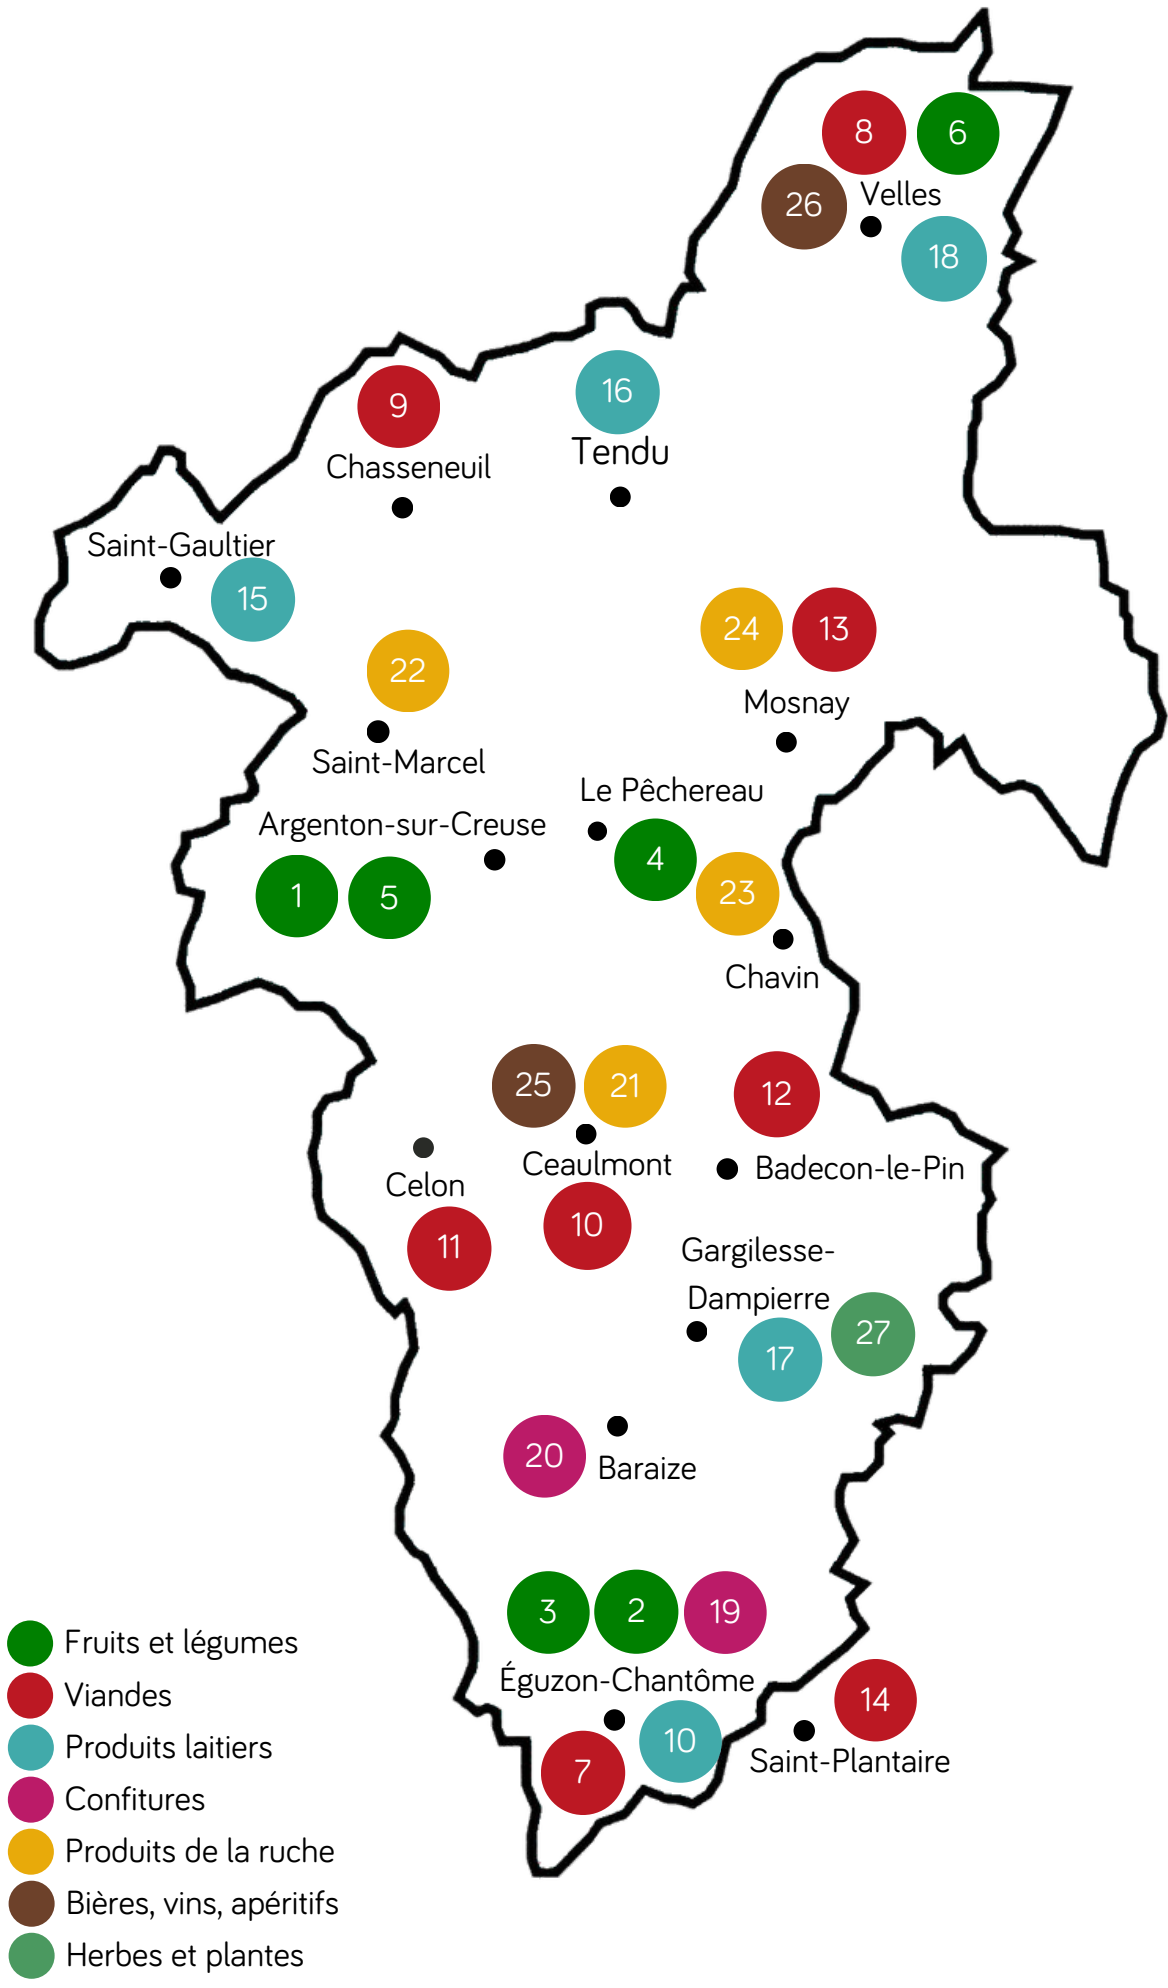 8
6
26
Velles
18
16
9
Tendu
Chasseneuil
Saint-Gaultier
15
24
13
22
Mosnay
Saint-Marcel
Le Pêchereau
Argenton-sur-Creuse
4
1
5
23
Chavin
25
21
12
Ceaulmont
Badecon-le-Pin
Celon
10
11
Gargilesse-
Dampierre
27
17
20
Baraize
3
2
19
Éguzon-Chantôme
14
10
Saint-Plantaire
7
Fruits et légumes
Viandes
Produits laitiers
Confitures
Produits de la ruche
Bières, vins, apéritifs
Herbes et plantes